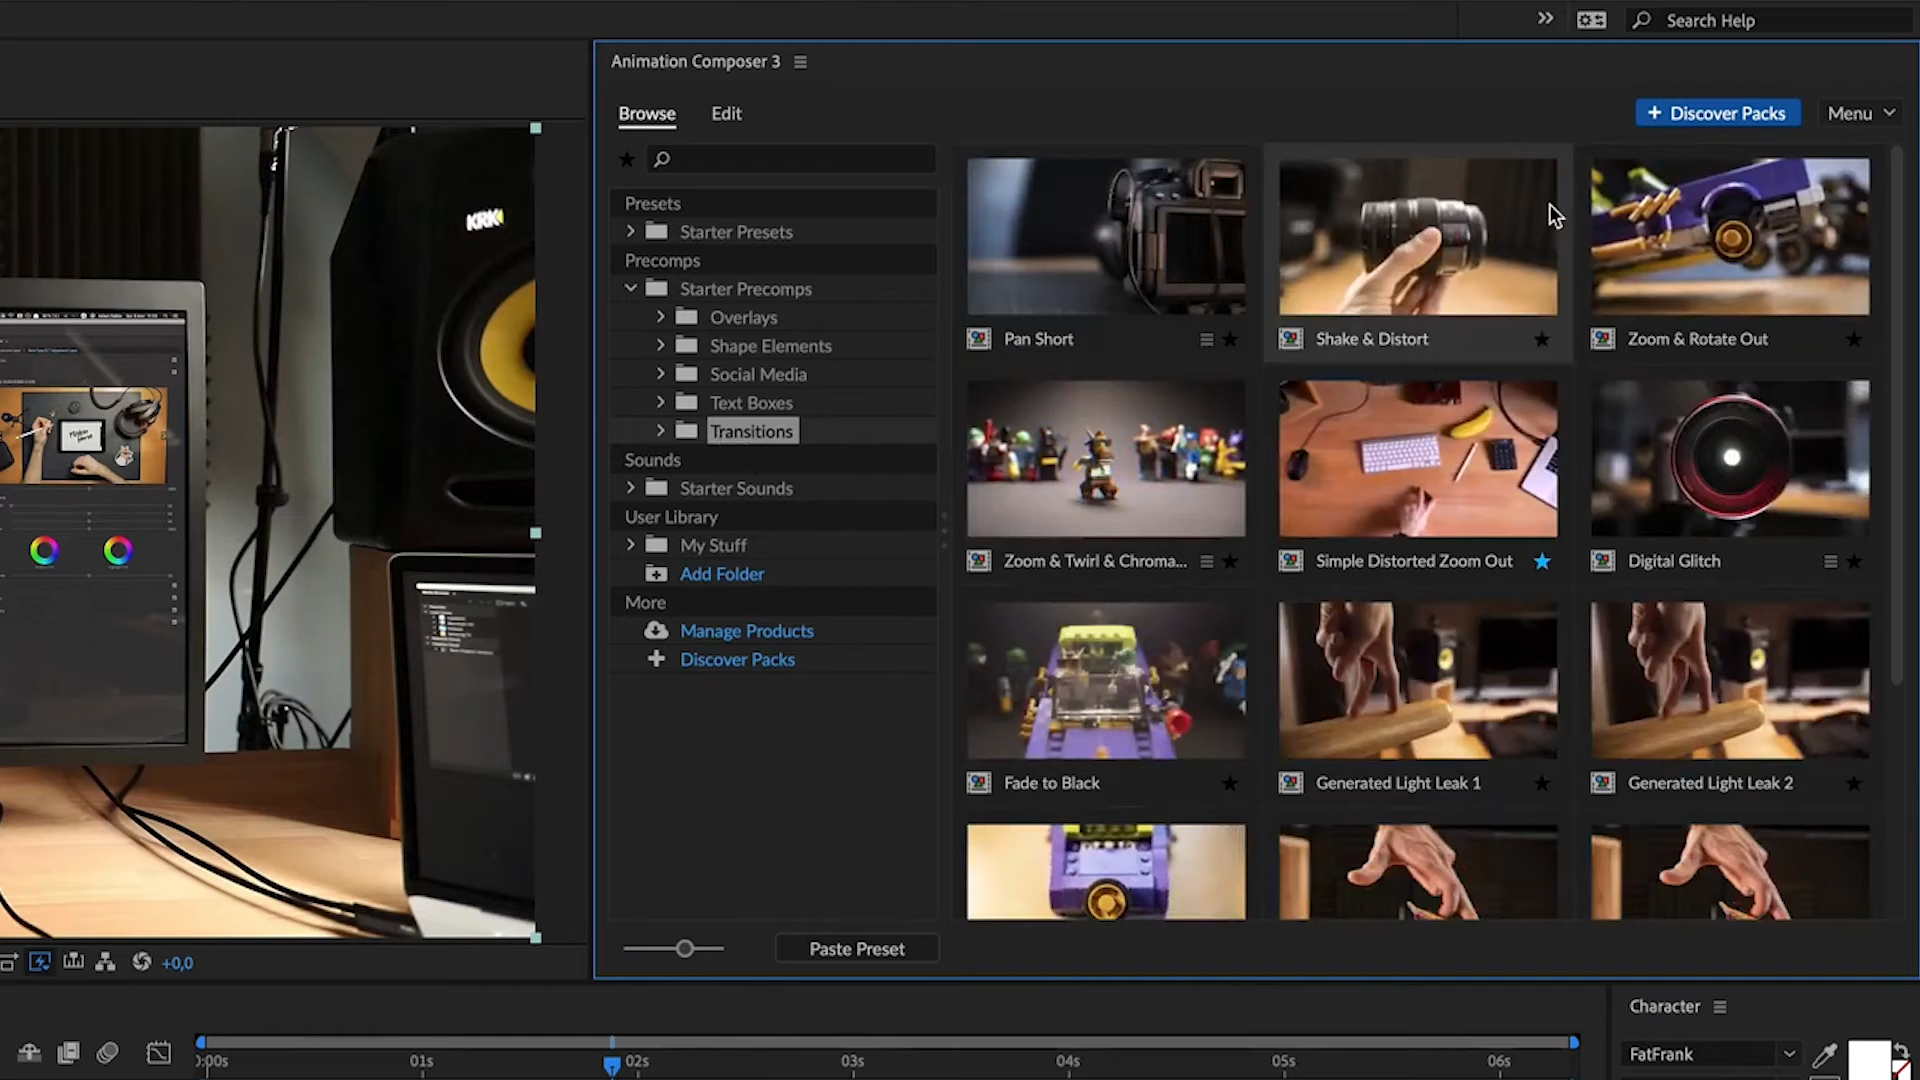 Search Help
Animation Composer 3
Browse Edit
+ Discover Packs Menu
Presets
Starter Presets
Precomps
Starter Precomps
Overlays
Shape Elements
Social Media
Text Boxes
Transitions
Sounds
Starter Sounds
User Library
My Stuff
Add Folder
More
Manage Products
Discover Packs
Paste Preset
Pan Short
Shake & Distort
Zoom & Rotate Out
Zoom & Twirl & Chroma...
Simple Distorted Zoom Out
Digital Glitch
Fade to Black
Generated Light Leak 1
Generated Light Leak 2
KRK
+0,0
0:00s 01s 02s 03s 04s 05s 06s
Character
FatFrank